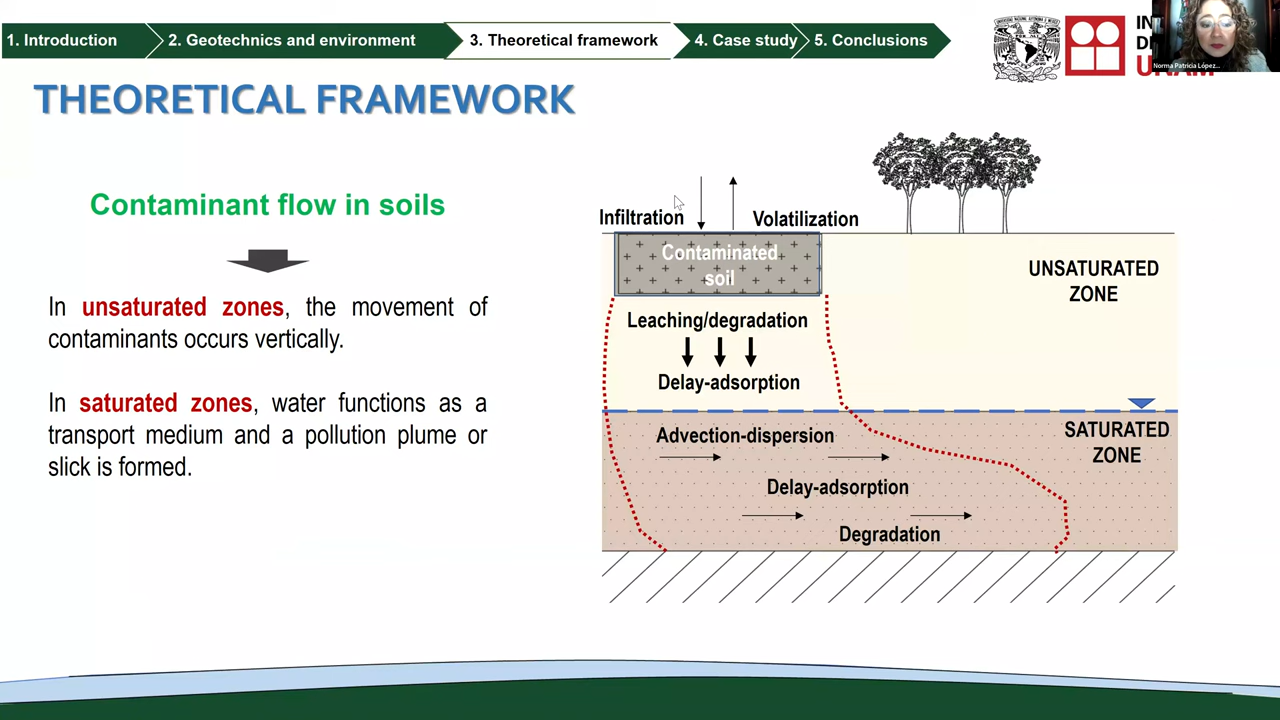 1. Introduction
2. Geotechnics and environment
3. Theoretical framework
4. Case study
5. Conclusions
Norma Patricia López...
THEORETICAL FRAMEWORK
Contaminant flow in soils
In unsaturated zones, the movement of
contaminants occurs vertically.
In saturated zones, water functions as a
transport medium and a pollution plume or
slick is formed.
Infiltration
Volatilization
Contaminated
soil
UNSATURATED
ZONE
Leaching/degradation
Delay-adsorption
SATURATED
ZONE
Advection-dispersion
Delay-adsorption
Degradation